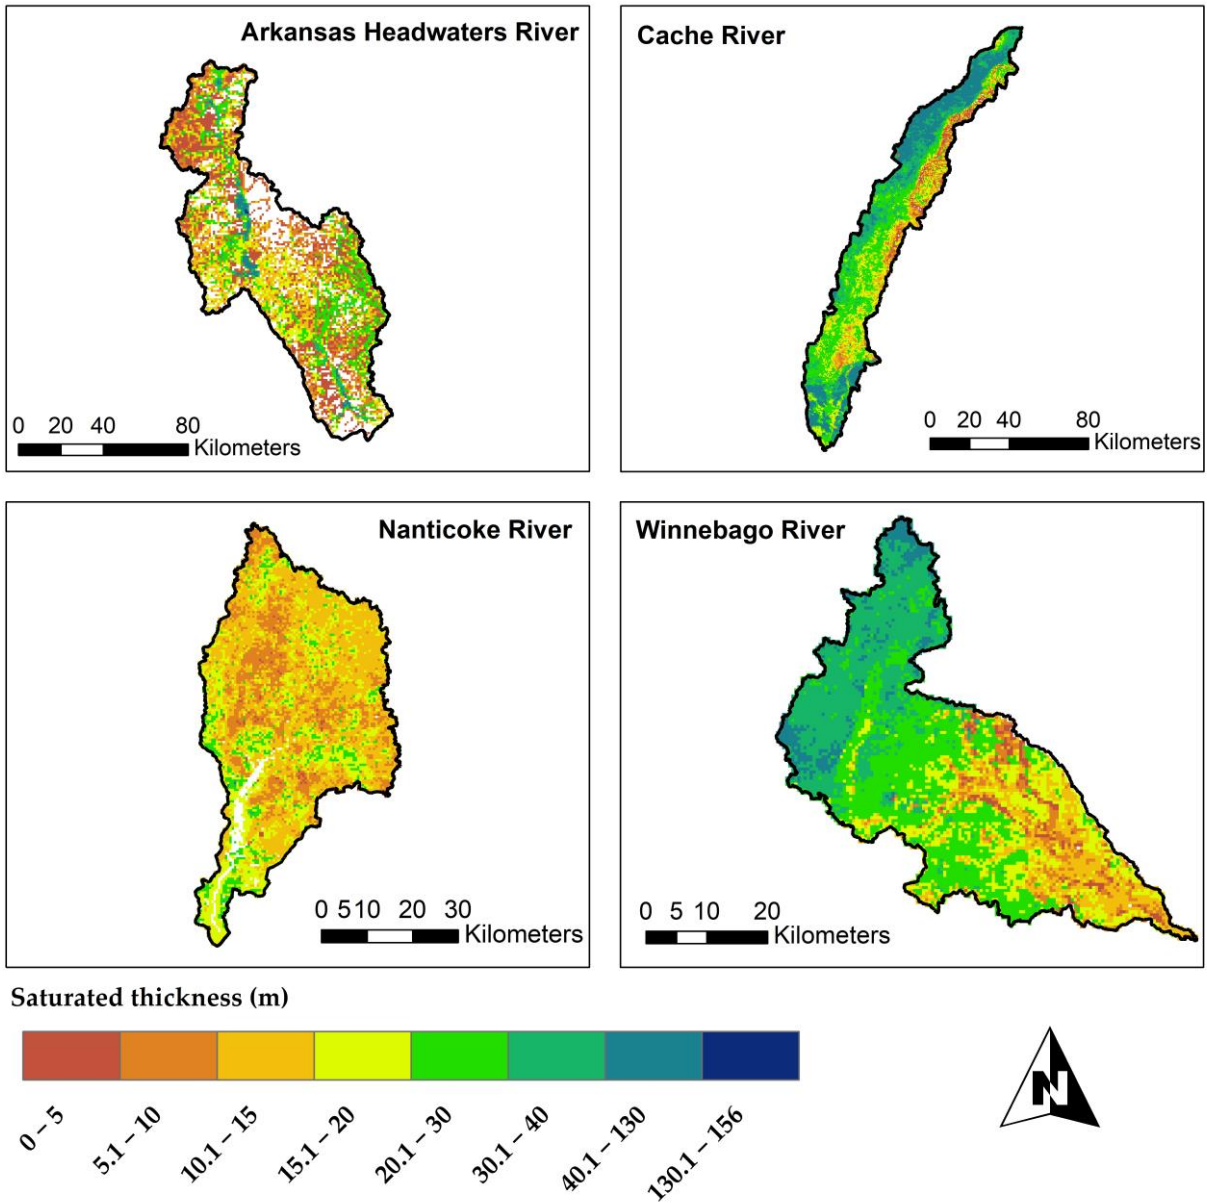 Arkansas Headwaters River
0 20 40 80
Kilometers
Cache River
0 20 40 80
Kilometers
Nanticoke River
0 5 10 20 30
Kilometers
Winnebago River
0 5 10 20
Kilometers
Saturated thickness (m)
0 – 5
5.1 – 10
10.1 – 15
15.1 – 20
20.1 – 30
30.1 – 40
40.1 – 130
130.1 – 156
N